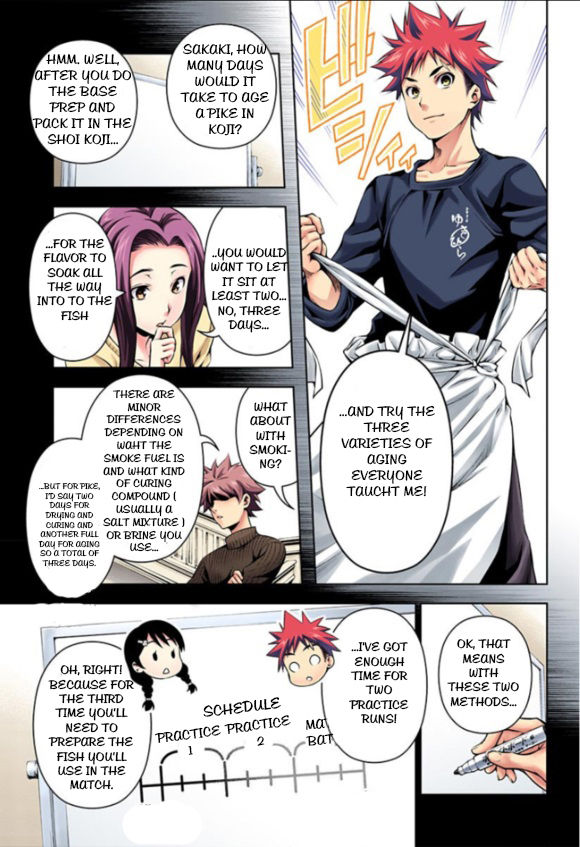 ...AND TRY THE
THREE
VARIETIES OF
AGING
EVERYONE
TAUCHT ME!
SAKAKI, HOW
MANY DAYS
WOULD IT
TAKE TO AGE
A PIKE IN
KOJI?
HMM. WELL,
AFTER YOU DO
THE BASE
PREP AND
PACK IT IN THE
SHOI KOJI...
..YOU WOULD
WANT TO LET
IT SIT AT
LEAST TWO...
NO, THREE
DAYS...
...FOR THE
FLAVOR TO
SOAK ALL
THE WAY
INTO TO THE
FISH
WHAT
ABOUT
WITH
SMOKI-
NG?
THERE ARE
MINOR
DIFFERENCES
DEPENDING ON
WAHT THE
SMOKE FUEL IS
AND WHAT KIND
OF CURING
COMPOUND (
USUALLY A
SALT MIXTURE )
OR BRINE YOU
USE...
...BUT FOR PIKE,
I'D SAY TWO
DAYS FOR
DRYING AND
CURING AND
ANOTHER FULL
DAY FOR AGING
SO A TOTAL OF
THREE DAYS.
OK, THAT
MEANS
WITH
THESE TWO
METHODS...
...I'VE GOT
ENOUGH
TIME FOR
TWO
PRACTICE
RUNS!
SCHEDULE
PRACTICE PRACTICE
1 2
MA
BAT
OH, RIGHT!
BECAUSE FOR
THE THIRD
TIME YOU'LL
NEED TO
PREPARE THE
FISH YOU'LL
USE IN THE
MATCH.